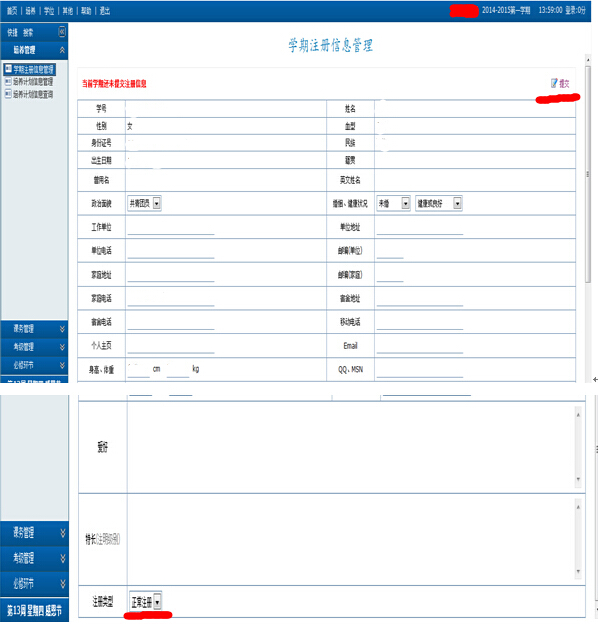 首页 | 培养 | 学位 | 其他 | 帮助 | 退出
2014-2015第一学期 13:59:00 登录:0分
快捷 搜索
培养管理
学期注册信息管理
培养计划信息管理
培养计划信息查询
学期注册信息管理
当前学期还未提交注册信息
提交
学号 姓名
性别 女 血型
身份证号 民族
出生日期 籍贯
曾用名 英文姓名
政治面貌 共青团员 婚姻、健康状况 未婚 健康或良好
工作单位 单位地址
单位电话 邮编(单位)
家庭地址 邮编(家庭)
家庭电话 宿舍地址
宿舍电话 移动电话
个人主页 Email
身高、体重 cm kg QQ、MSN
课务管理
考级管理
必修环节
第13周 星期四 感恩节
爱好
特长(注明级别)
注册类型 正常注册
课务管理
考级管理
必修环节
第13周 星期四 感恩节